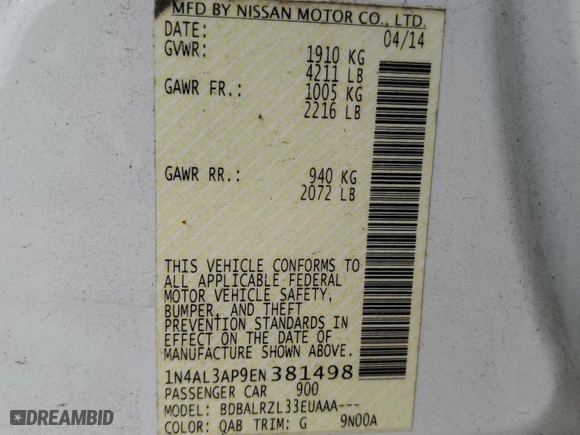 MFD BY NISSAN MOTOR CO., LTD.
DATE: 04/14
GVWR: 1910 KG
4211 LB
GAWR FR.: 1005 KG
2216 LB
GAWR RR.: 940 KG
2072 LB
THIS VEHICLE CONFORMS TO
ALL APPLICABLE FEDERAL
MOTOR VEHICLE SAFETY,
BUMPER, AND THEFT
PREVENTION STANDARDS IN
EFFECT ON THE DATE OF
MANUFACTURE SHOWN ABOVE.
1N4AL3AP9EN381498
PASSENGER CAR 900
MODEL: BDBALRZL33EUAAA---
COLOR: QAB TRIM: G 9N00A
DREAMBID